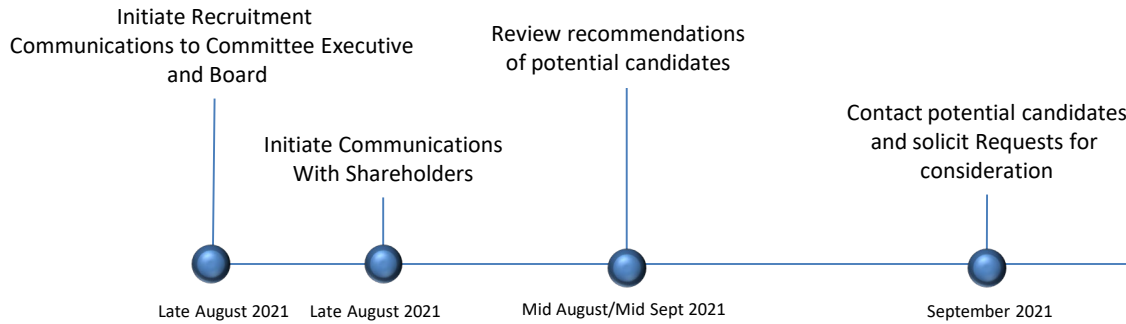 Initiate Recruitment
Communications to Committee Executive
and Board
Initiate Communications
With Shareholders
Review recommendations
of potential candidates
Contact potential candidates
and solicit Requests for
consideration
Late August 2021
Late August 2021
Mid August/Mid Sept 2021
September 2021